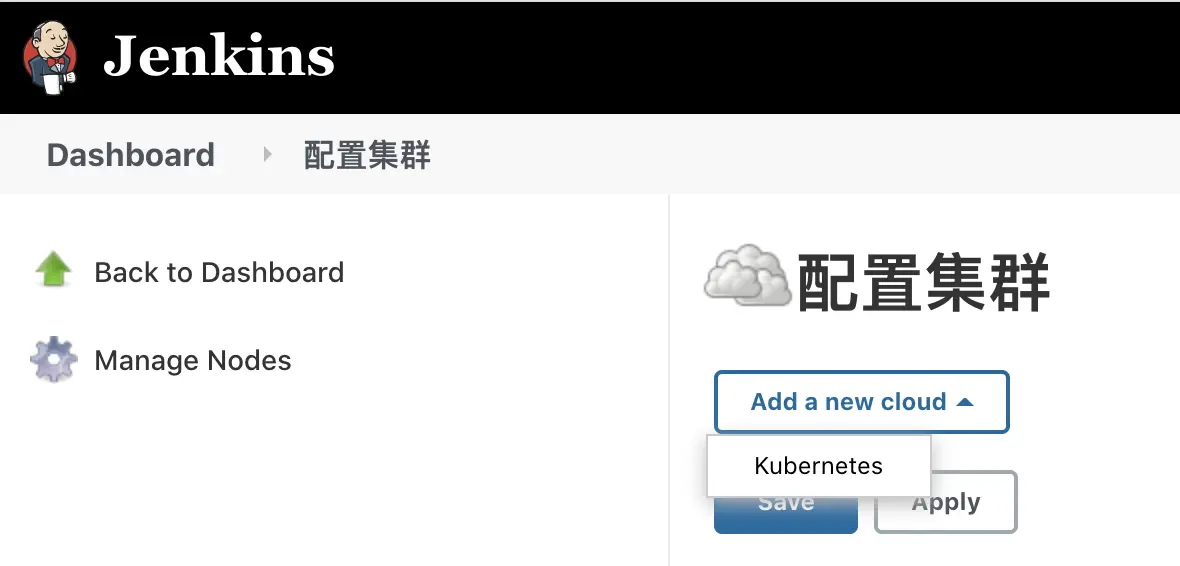 Jenkins
Dashboard 配置集群
Back to Dashboard
Manage Nodes
配置集群
Add a new cloud
Kubernetes
Save Apply